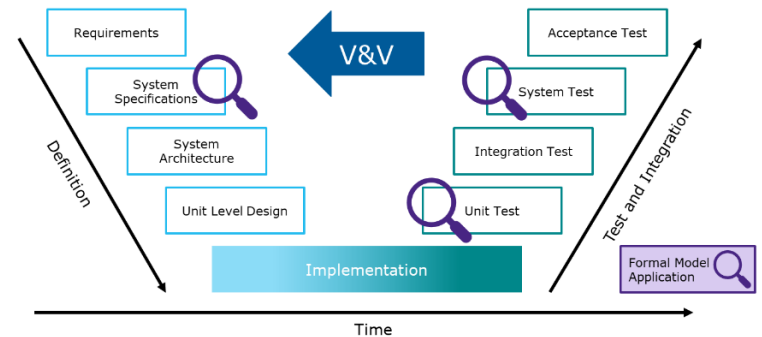 Requirements
V&V
Acceptance Test
System
Specifications
System Test
System
Architecture
Integration Test
Definition
Test and Integration
Unit Level Design
Unit Test
Implementation
Formal Model
Application
Time